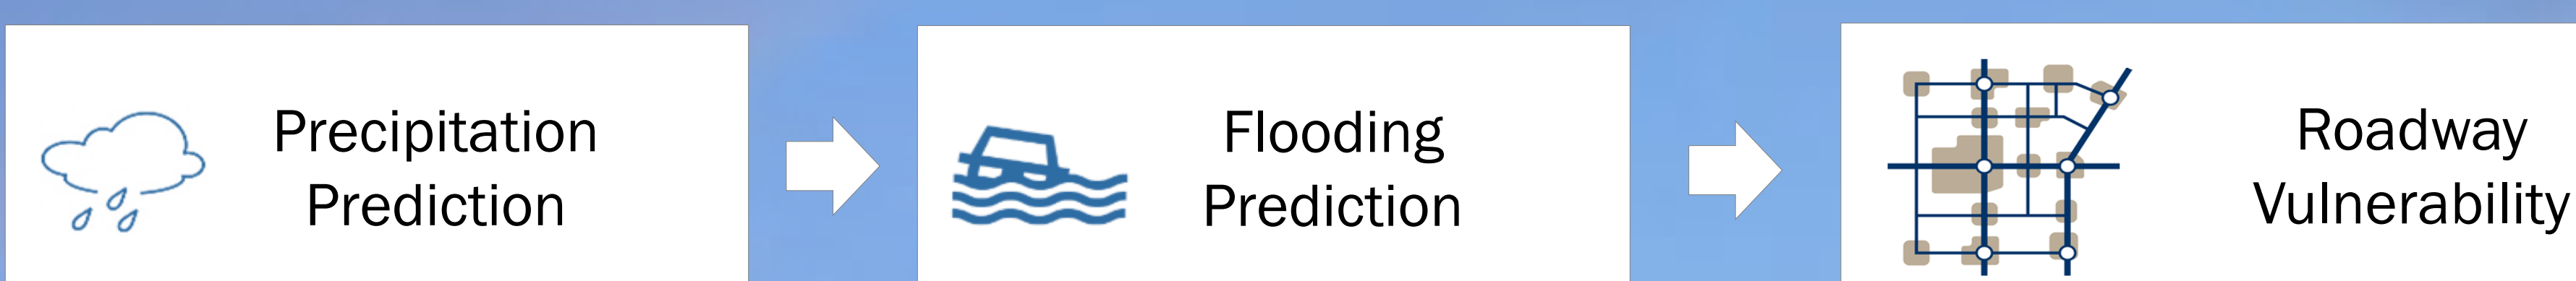 Precipitation
Prediction
Flooding
Prediction
Roadway
Vulnerability